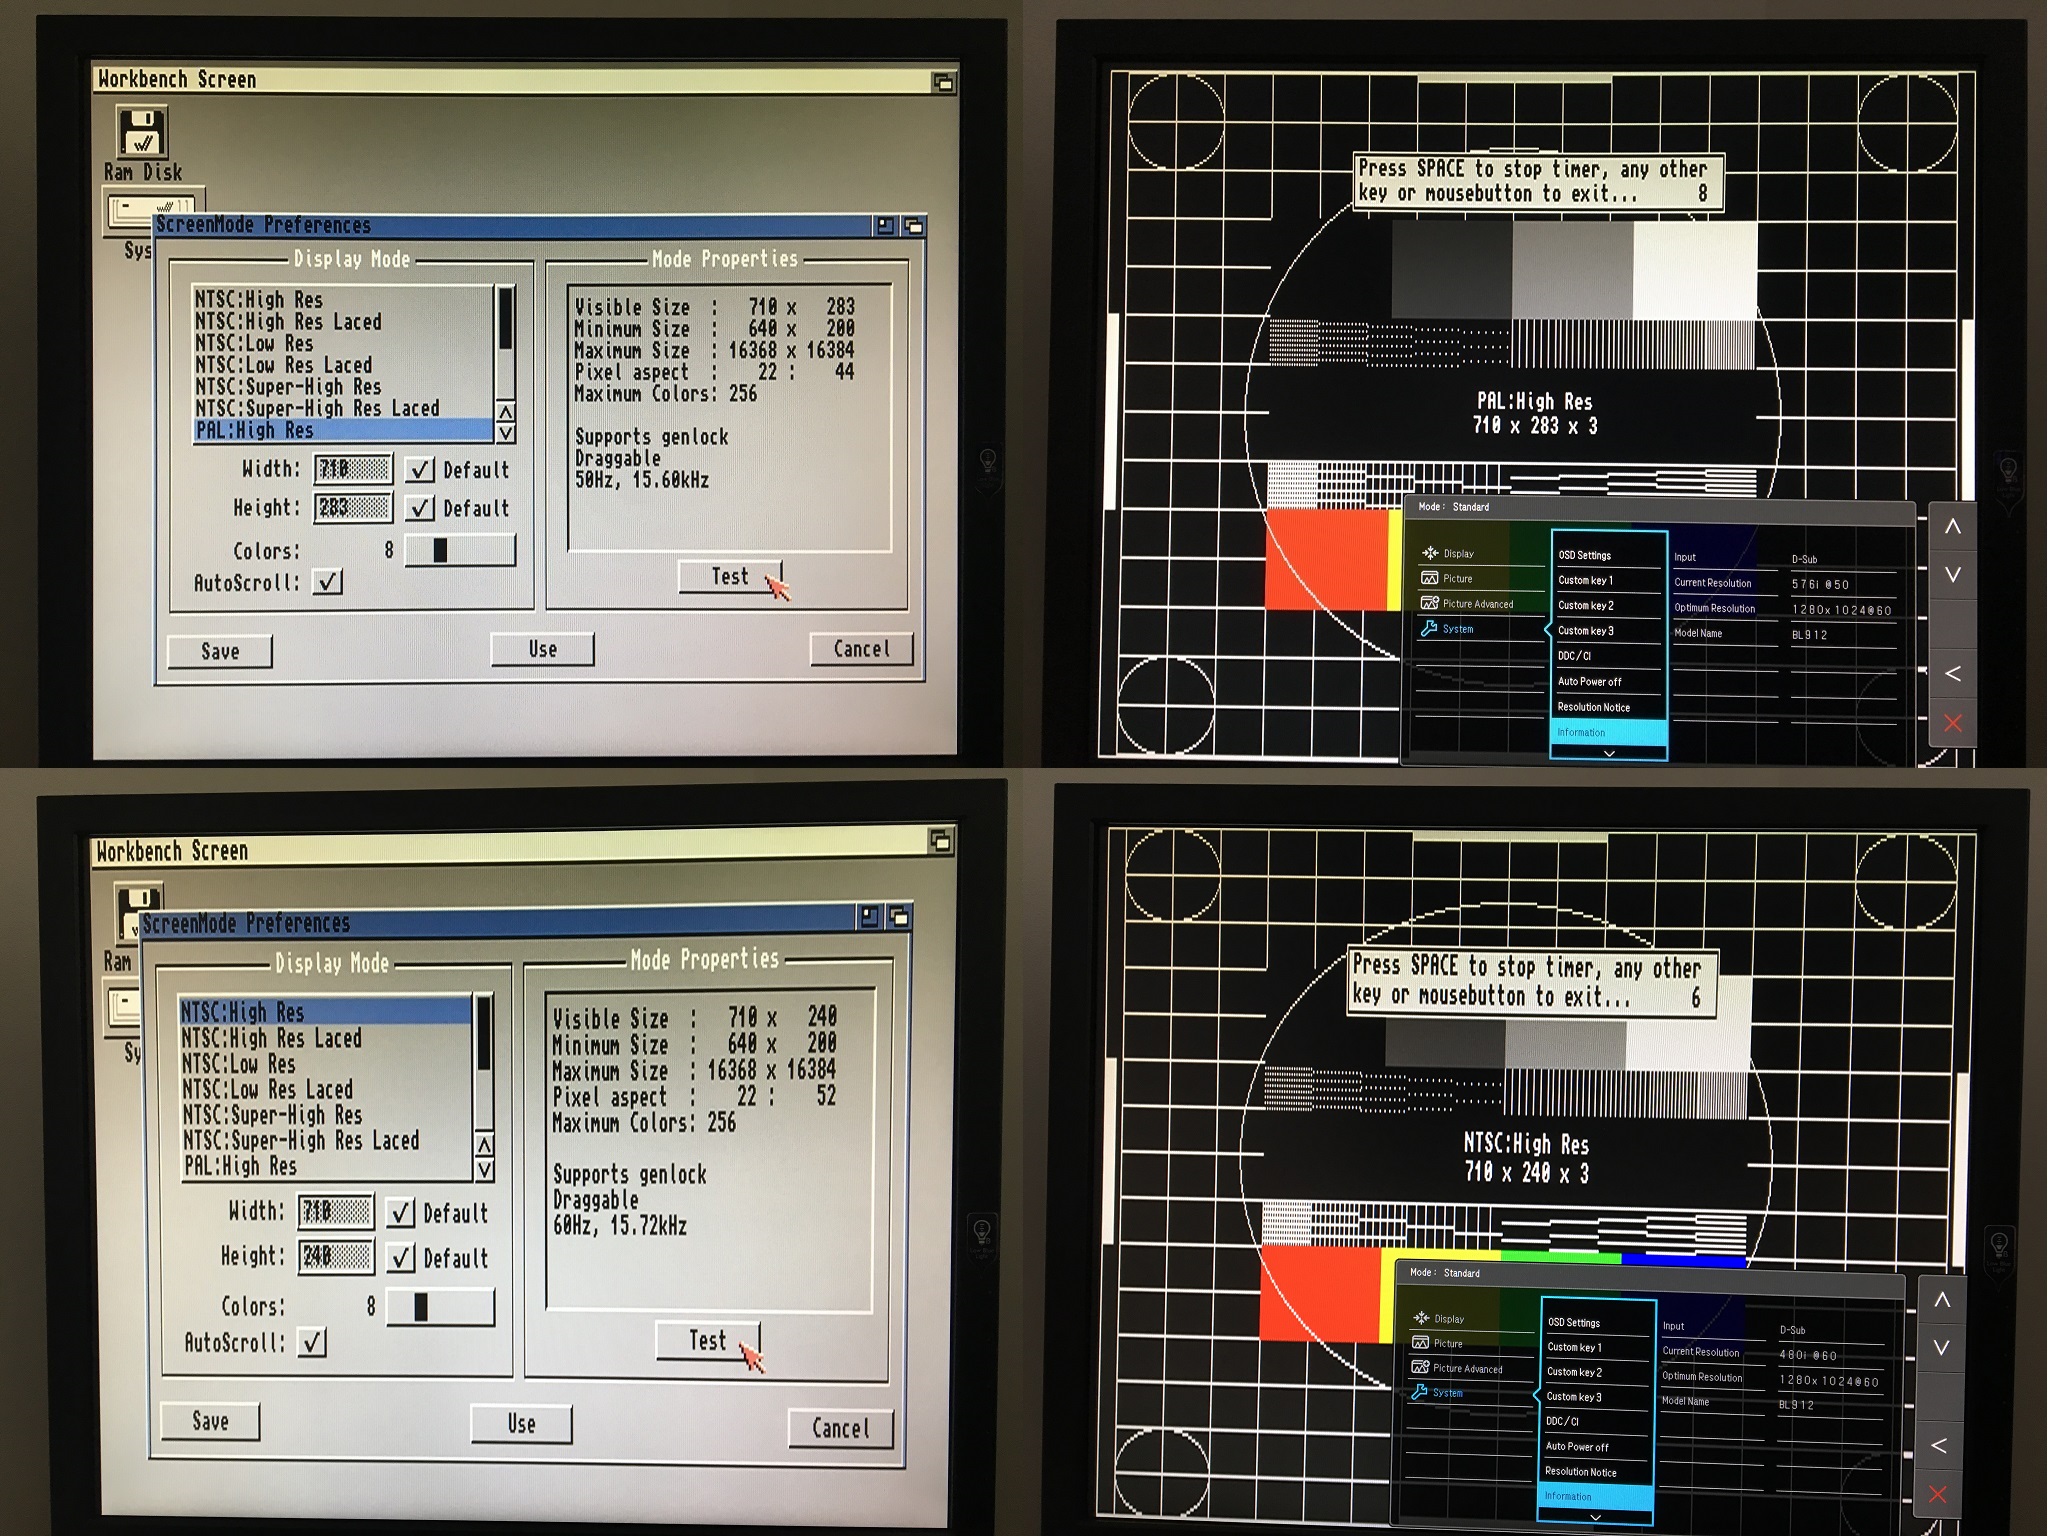 Workbench Screen
Ram Disk
Sys
ScreenMode Preferences
Display Mode
NTSC:High Res
NTSC:High Res Laced
NTSC:Low Res
NTSC:Low Res Laced
NTSC:Super-High Res
NTSC:Super-High Res Laced
PAL:High Res
Width: 710 Default
Height: 283 Default
Colors: 8
AutoScroll:
Mode Properties
Visible Size : 710 x 283
Minimum Size : 640 x 200
Maximum Size : 16368 x 16384
Pixel aspect : 22 : 44
Maximum Colors: 256
Supports genlock
Draggable
50Hz, 15.60kHz
Test
Save Use Cancel
Press SPACE to stop timer, any other
key or mousebutton to exit... 8
PAL:High Res
710 x 283 x 3
Mode: Standard
Display
Picture
Picture Advanced
System
OSD Settings
Custom key 1
Custom key 2
Custom key 3
DDC/CI
Auto Power off
Resolution Notice
Information
Input D-Sub
Current Resolution 576i @50
Optimum Resolution 1280x1024@60
Model Name BL912
Workbench Screen
Ram
Sy
ScreenMode Preferences
Display Mode
NTSC:High Res
NTSC:High Res Laced
NTSC:Low Res
NTSC:Low Res Laced
NTSC:Super-High Res
NTSC:Super-High Res Laced
PAL:High Res
Width: 710 Default
Height: 240 Default
Colors: 8
AutoScroll:
Mode Properties
Visible Size : 710 x 240
Minimum Size : 640 x 200
Maximum Size : 16368 x 16384
Pixel aspect : 22 : 52
Maximum Colors: 256
Supports genlock
Draggable
60Hz, 15.72kHz
Test
Save Use Cancel
Press SPACE to stop timer, any other
key or mousebutton to exit... 6
NTSC:High Res
710 x 240 x 3
Mode: Standard
Display
Picture
Picture Advanced
System
OSD Settings
Custom key 1
Custom key 2
Custom key 3
DDC/CI
Auto Power off
Resolution Notice
Information
Input D-Sub
Current Resolution 480i @60
Optimum Resolution 1280x1024@60
Model Name BL912